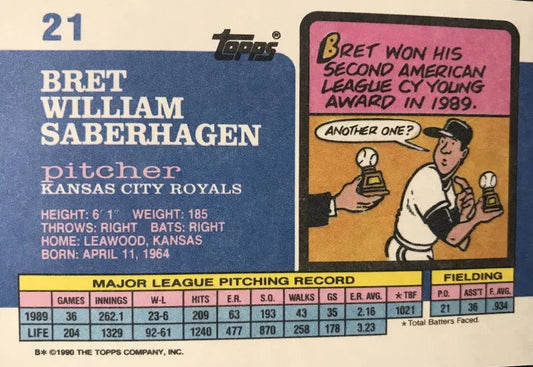 21
topps®
BRET
WILLIAM
SABERHAGEN
pitcher
KANSAS CITY ROYALS
HEIGHT: 6' 1" WEIGHT: 185
THROWS: RIGHT BATS: RIGHT
HOME: LEAWOOD, KANSAS
BORN: APRIL 11, 1964
BRET WON HIS
SECOND AMERICAN
LEAGUE CY YOUNG
AWARD IN 1989.
ANOTHER ONE?
MAJOR LEAGUE PITCHING RECORD
GAMES INNINGS W-L HITS E.R. S.O. WALKS GS E.R. AVG. *TBF
1989 36 262.1 23-6 209 63 193 43 35 2.16 1021
LIFE 204 1329 92-61 1240 477 870 258 178 3.23
FIELDING
P.O. ASS'T F. AVG.
21 36 .934
*Total Batters Faced.
B* ©1990 THE TOPPS COMPANY, INC.